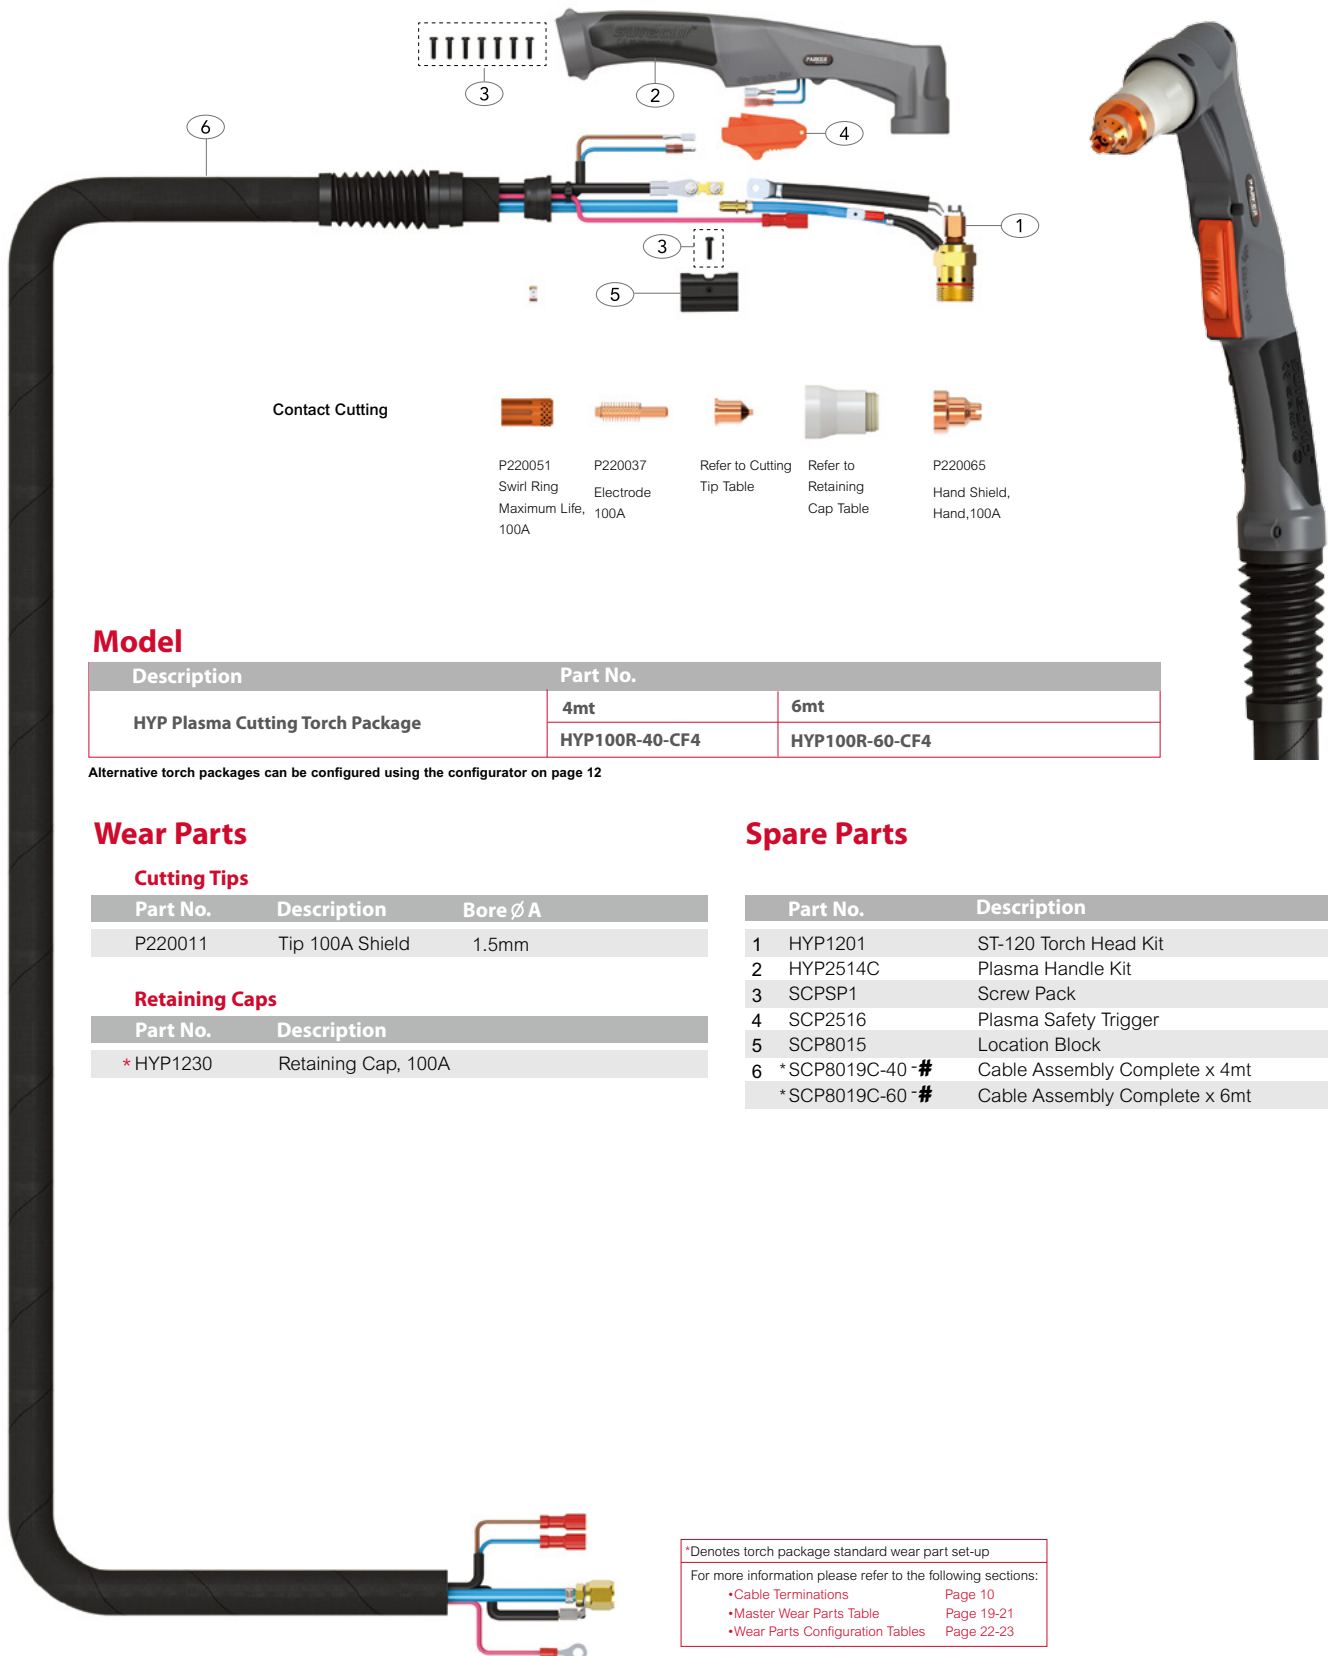 3
2
PARKER
4
6
1
3
5
Contact Cutting
P220051
Swirl Ring
Maximum Life,
100A
P220037
Electrode
100A
Refer to Cutting
Tip Table
Refer to
Retaining
Cap Table
P220065
Hand Shield,
Hand,100A
Model
Description Part No.
HYP Plasma Cutting Torch Package
4mt 6mt
HYP100R-40-CF4 HYP100R-60-CF4
Alternative torch packages can be configured using the configurator on page 12
Wear Parts
Cutting Tips
Part No. Description Bore Ø A
P220011 Tip 100A Shield 1.5mm
Retaining Caps
Part No. Description
* HYP1230 Retaining Cap, 100A
Spare Parts
Part No. Description
1 HYP1201 ST-120 Torch Head Kit
2 HYP2514C Plasma Handle Kit
3 SCPSP1 Screw Pack
4 SCP2516 Plasma Safety Trigger
5 SCP8015 Location Block
6 *SCP8019C-40 -# Cable Assembly Complete x 4mt
*SCP8019C-60 -# Cable Assembly Complete x 6mt
*Denotes torch package standard wear part set-up
For more information please refer to the following sections:
•Cable Terminations Page 10
•Master Wear Parts Table Page 19-21
•Wear Parts Configuration Tables Page 22-23